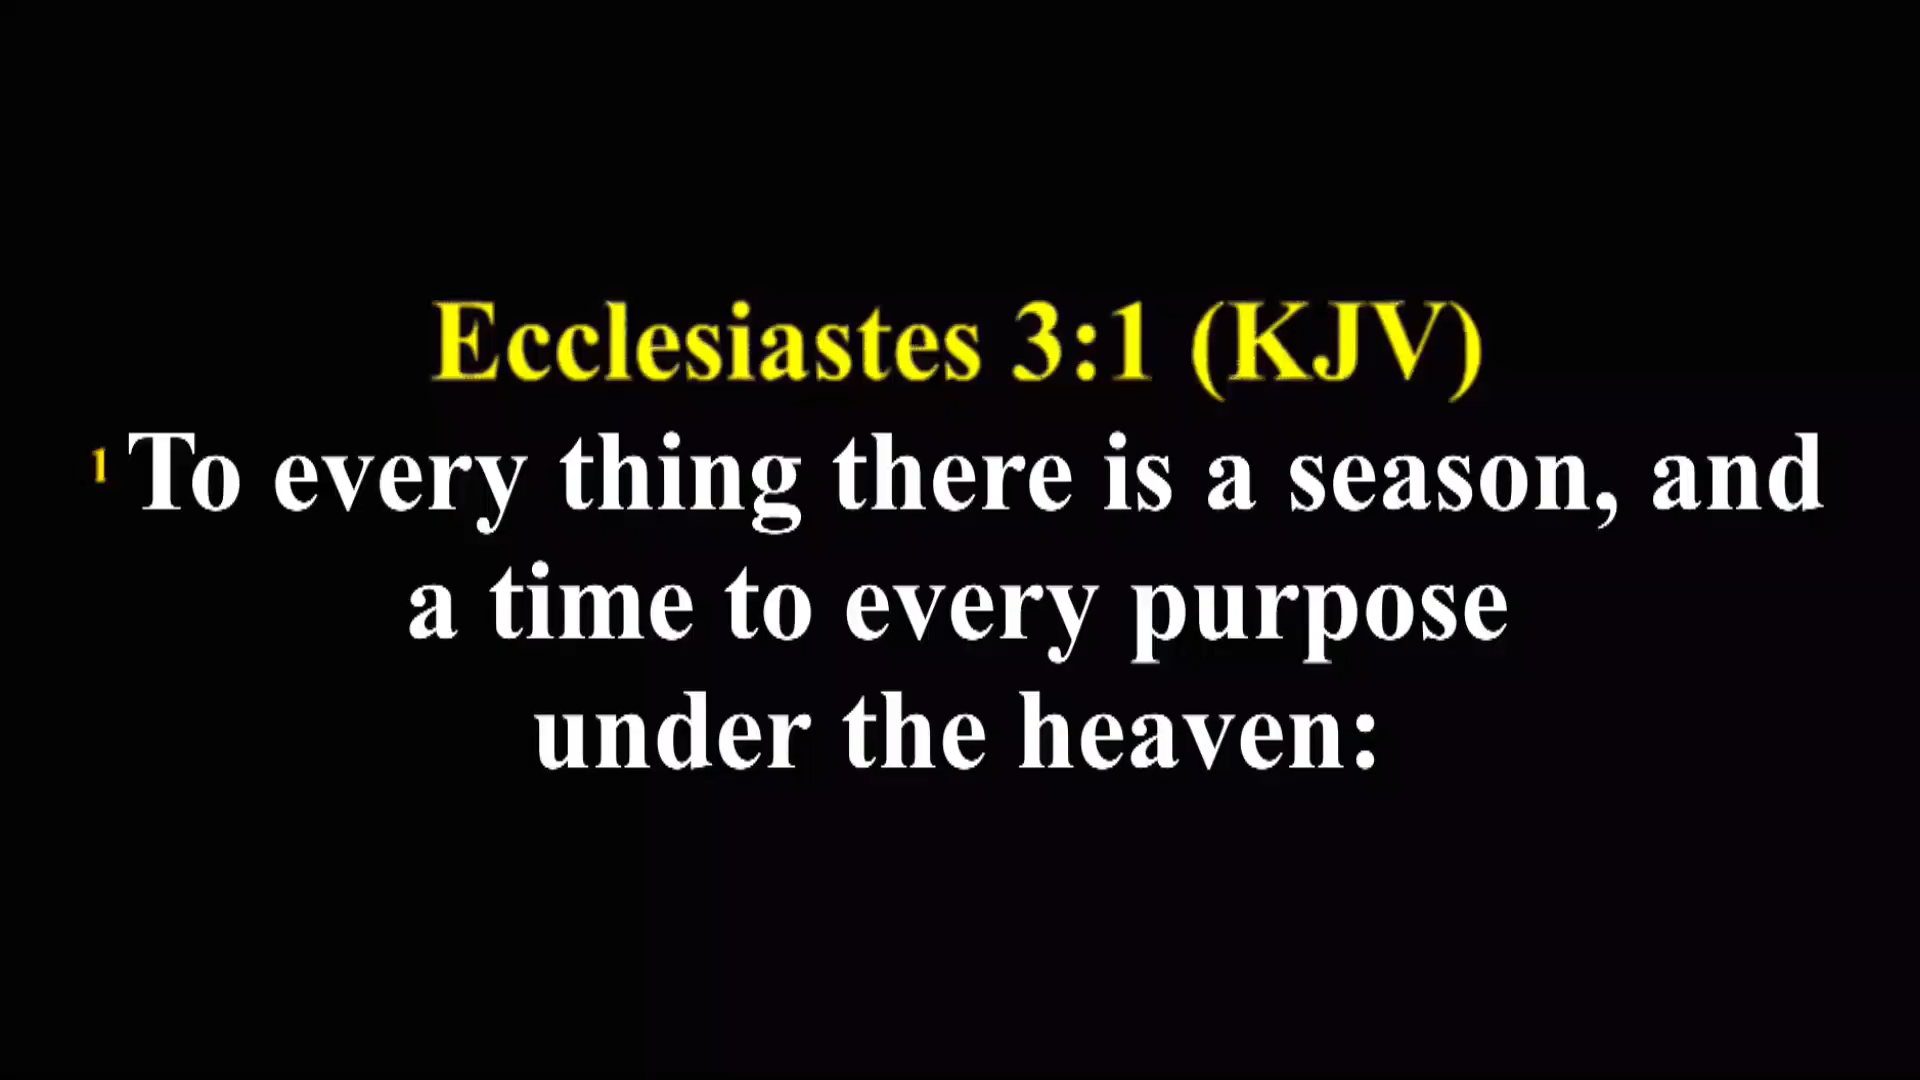 Ecclesiastes 3:1 (KJV)
1 To every thing there is a season, and
a time to every purpose
under the heaven: